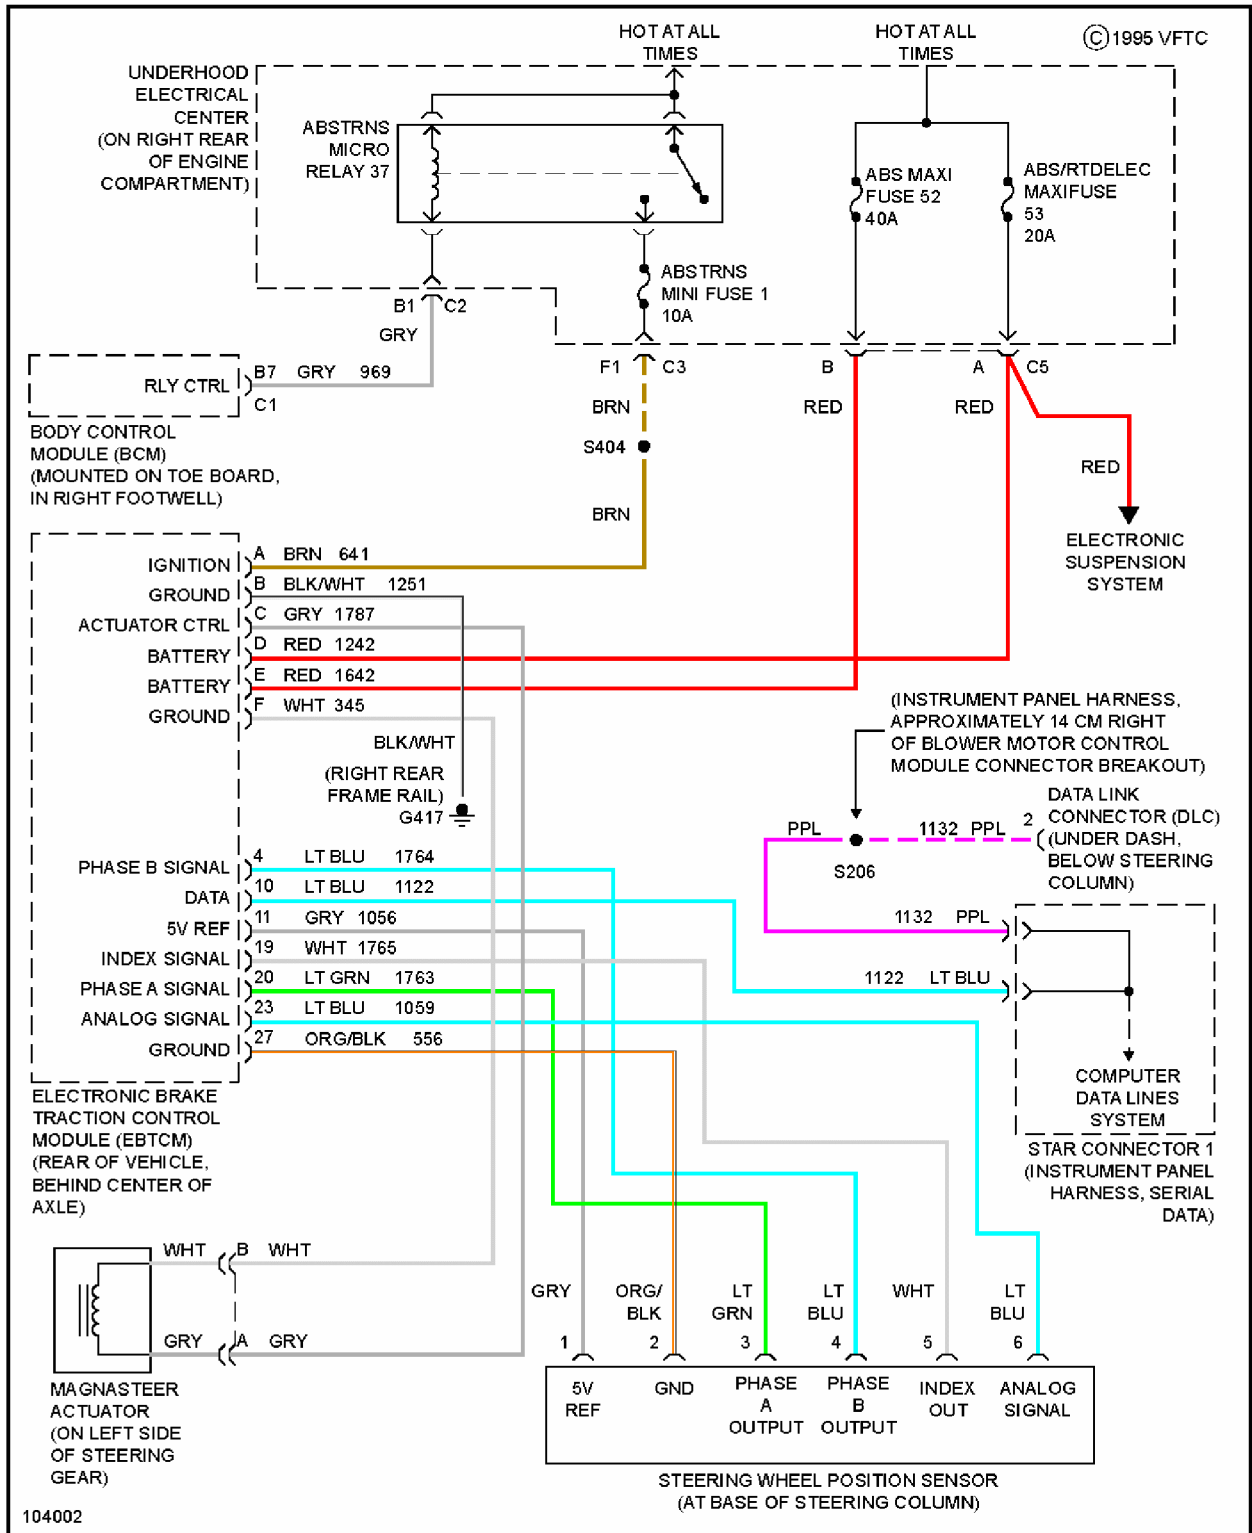 HOT AT ALL
TIMES
HOT AT ALL
TIMES
© 1995 VFTC
UNDERHOOD
ELECTRICAL
CENTER
(ON RIGHT REAR
OF ENGINE
COMPARTMENT)
ABSTRNS
MICRO
RELAY 37
ABS MAXI
FUSE 52
40A
ABS/RTDELEC
MAXIFUSE
53
20A
ABSTRNS
MINI FUSE 1
10A
B1 C2
GRY
F1 C3
B
A C5
RLY CTRL
B7 GRY 969
C1
BRN
RED
RED
BODY CONTROL
MODULE (BCM)
(MOUNTED ON TOE BOARD,
IN RIGHT FOOTWELL)
S404
RED
BRN
ELECTRONIC
SUSPENSION
SYSTEM
IGNITION A BRN 641
GROUND B BLK/WHT 1251
ACTUATOR CTRL C GRY 1787
BATTERY D RED 1242
BATTERY E RED 1642
GROUND F WHT 345
BLK/WHT
(RIGHT REAR
FRAME RAIL)
G417
(INSTRUMENT PANEL HARNESS,
APPROXIMATELY 14 CM RIGHT
OF BLOWER MOTOR CONTROL
MODULE CONNECTOR BREAKOUT)
PPL
S206
1132 PPL 2
DATA LINK
CONNECTOR (DLC)
(UNDER DASH,
BELOW STEERING
COLUMN)
PHASE B SIGNAL 4 LT BLU 1764
DATA 10 LT BLU 1122
5V REF 11 GRY 1056
INDEX SIGNAL 19 WHT 1765
PHASE A SIGNAL 20 LT GRN 1763
ANALOG SIGNAL 23 LT BLU 1059
GROUND 27 ORG/BLK 556
1132 PPL
1122 LT BLU
COMPUTER
DATA LINES
SYSTEM
STAR CONNECTOR 1
(INSTRUMENT PANEL
HARNESS, SERIAL
DATA)
ELECTRONIC BRAKE
TRACTION CONTROL
MODULE (EBTCM)
(REAR OF VEHICLE,
BEHIND CENTER OF
AXLE)
WHT B WHT
GRY A GRY
MAGNASTEER
ACTUATOR
(ON LEFT SIDE
OF STEERING
GEAR)
GRY
1
ORG/
BLK
2
LT
GRN
3
LT
BLU
4
WHT
5
LT
BLU
6
5V
REF
GND
PHASE
A
OUTPUT
PHASE
B
OUTPUT
INDEX
OUT
ANALOG
SIGNAL
STEERING WHEEL POSITION SENSOR
(AT BASE OF STEERING COLUMN)
104002